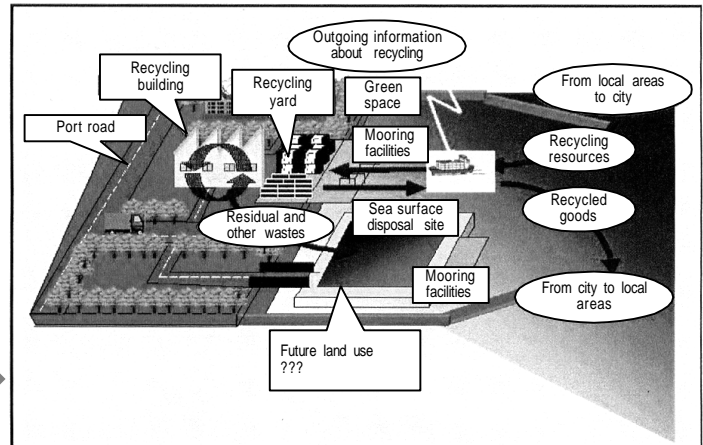 Outgoing information
about recycling
Recycling
building
Recycling
yard
Green
space
From local areas
to city
Port road
Mooring
facilities
Recycling
resources
Residual and
other wastes
Sea surface
disposal site
Recycled
goods
Mooring
facilities
From city to local
areas
Future land use
???